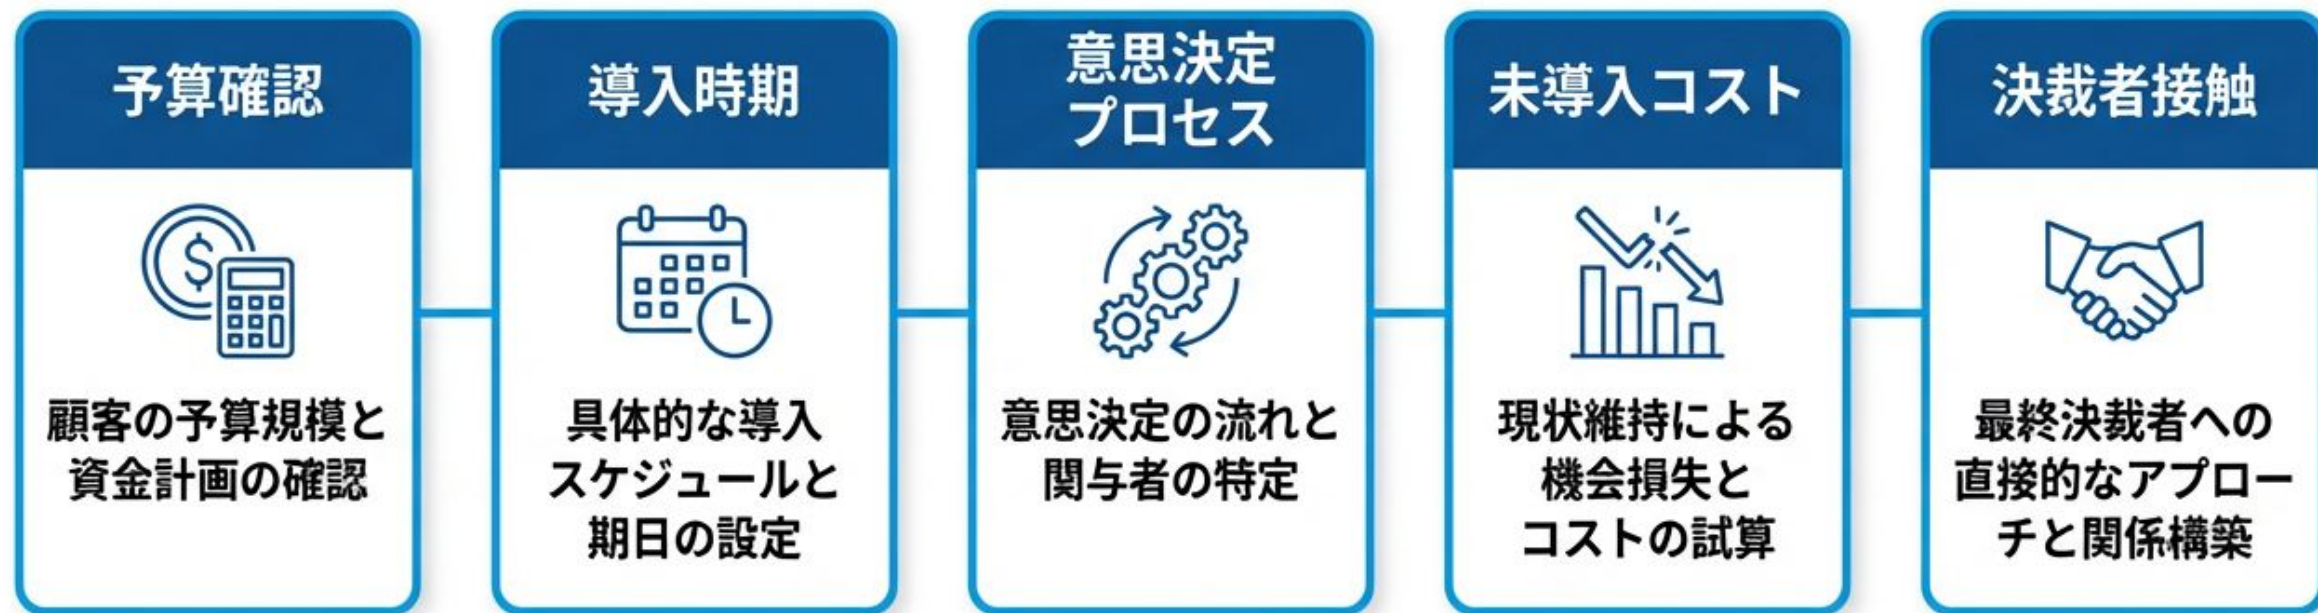 予算確認
顧客の予算規模と
資金計画の確認
導入時期
具体的な導入
スケジュールと
期日の設定
意思決定
プロセス
意思決定の流れと
関与者の特定
未導入コスト
現状維持による
機会損失と
コストの試算
決裁者接触
最終決裁者への
直接的なアプロー
チと関係構築
$